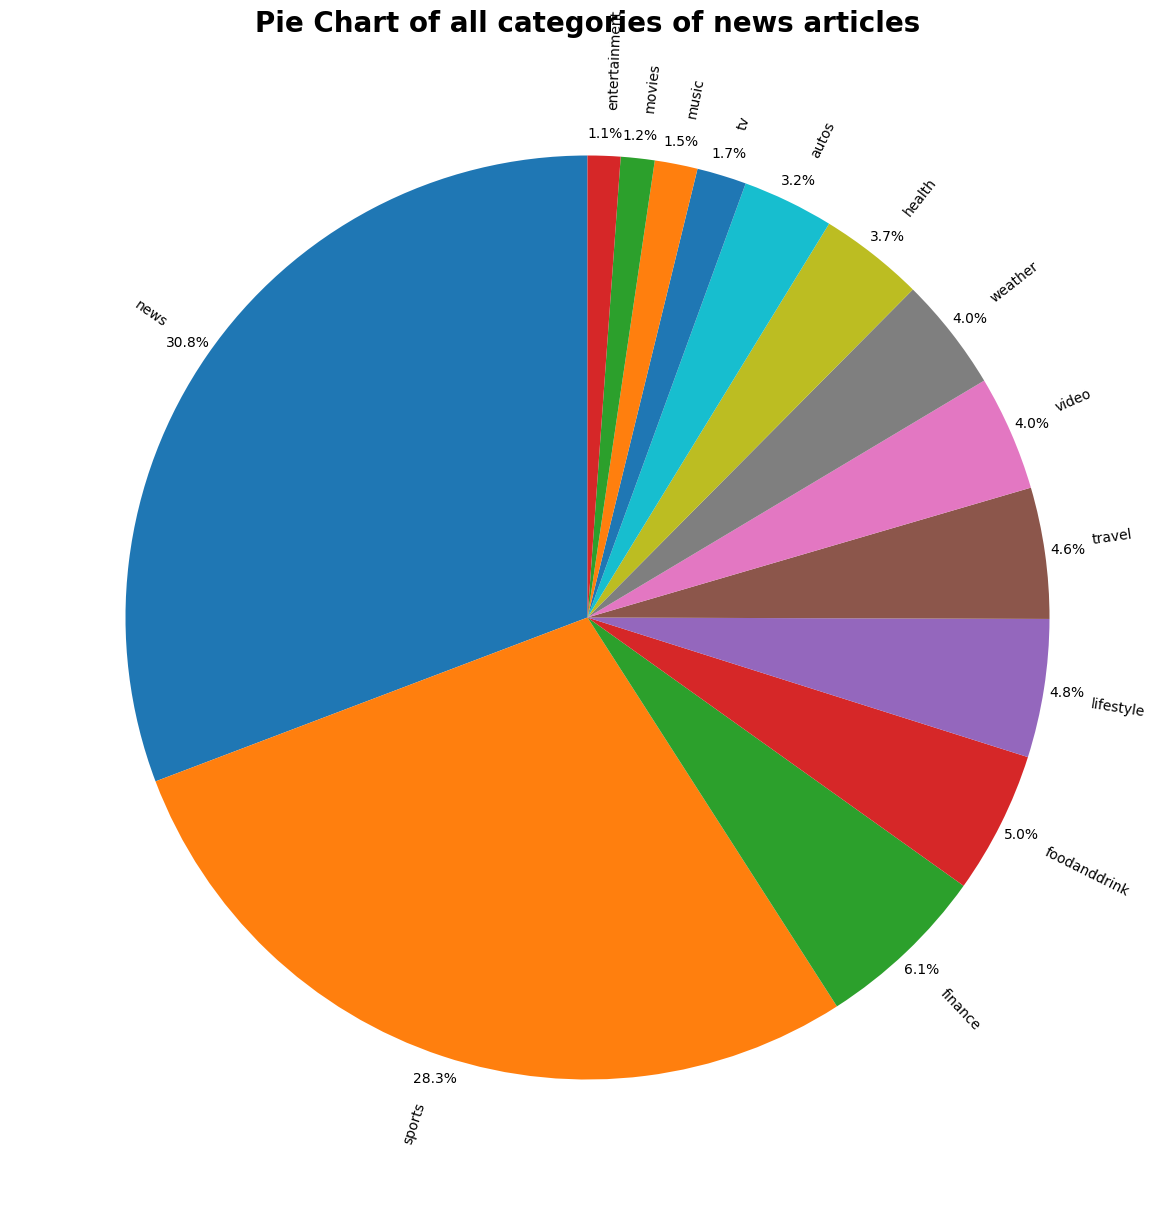 Pie Chart of all categories of news articles
entertainment
1.1%
movies
1.2%
music
1.5%
tv
1.7%
autos
3.2%
health
3.7%
weather
4.0%
video
4.0%
travel
4.6%
lifestyle
4.8%
foodanddrink
5.0%
finance
6.1%
sports
28.3%
news
30.8%